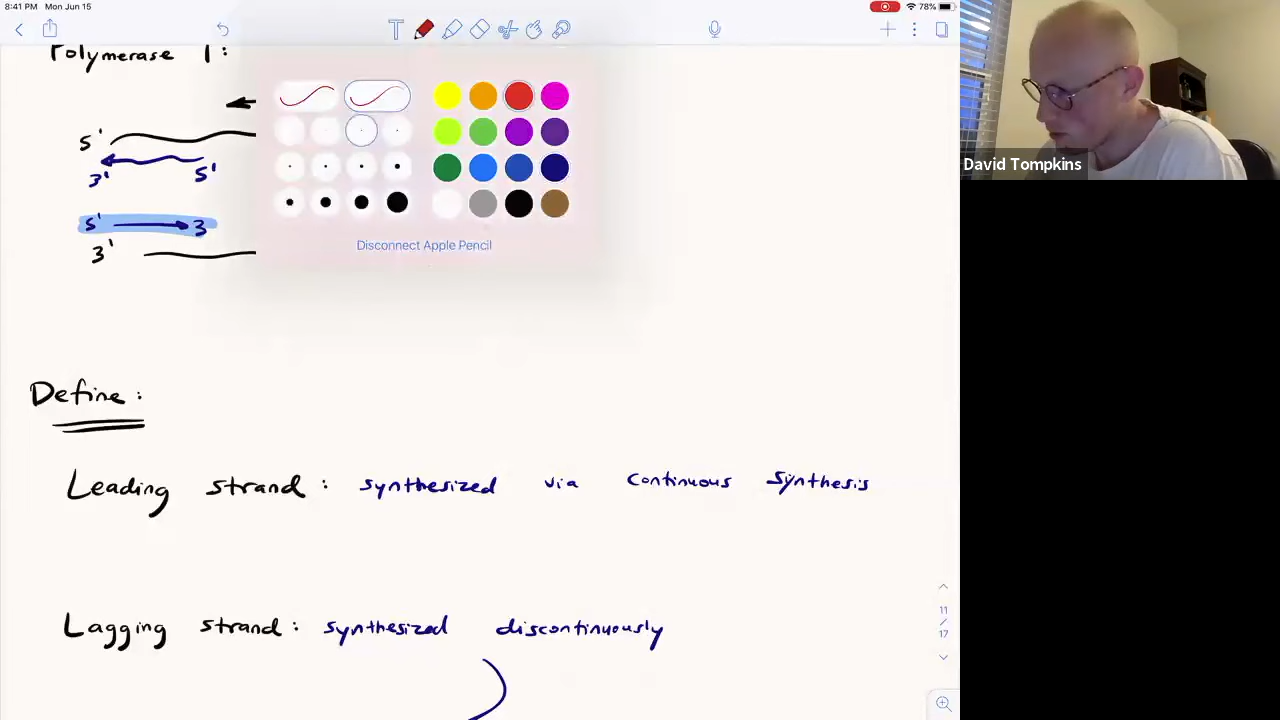 8:41 PM Mon Jun 15
78%
T
Polymerase 1:
5'
3' 5'
5' 3
3'
Disconnect Apple Pencil
Define:
Leading strand: synthesized via continuous synthesis
Lagging strand: synthesized discontinuously
11
/
17
David Tompkins